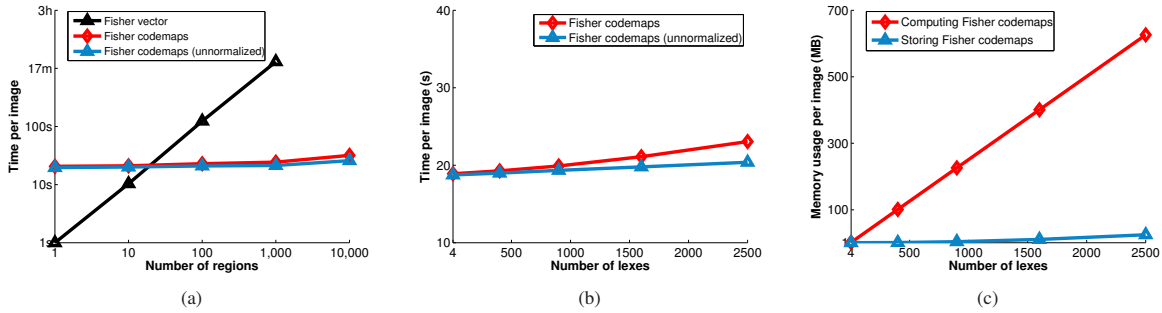 3h
17m
100s
10s
1s
Time per image
Fisher vector
Fisher codemaps
Fisher codemaps (unnormalized)
1 10 100 1,000 10,000
Number of regions
(a)
40
30
20
10
Time per image (s)
Fisher codemaps
Fisher codemaps (unnormalized)
4 500 1000 1500 2000 2500
Number of lexes
(b)
700
500
300
100
1
Memory usage per image (MB)
Computing Fisher codemaps
Storing Fisher codemaps
4 500 1000 1500 2000 2500
Number of lexes
(c)